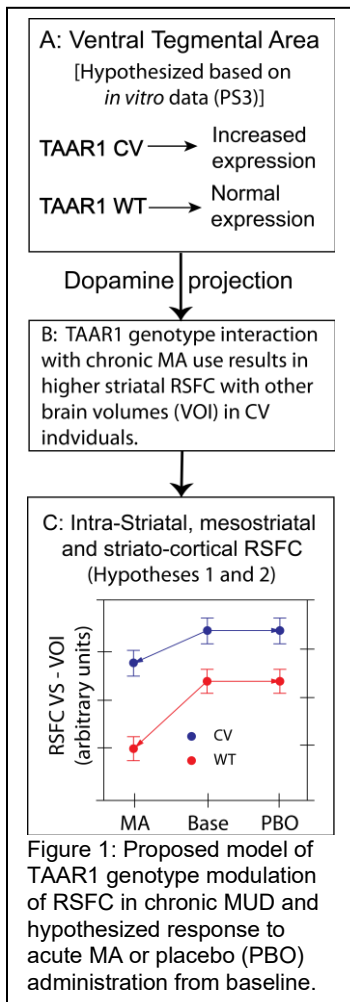 A: Ventral Tegmental Area
[Hypothesized based on
in vitro data (PS3)]
TAAR1 CV Increased
expression
TAAR1 WT Normal
expression
Dopamine projection
B: TAAR1 genotype interaction
with chronic MA use results in
higher striatal RSFC with other
brain volumes (VOI) in CV
indviduals.
C: Intra-Striatal, mesostriatal
and striato-cortical RSFC
(Hypotheses 1 and 2)
RSFC VS - VOI
(arbitrary units)
CV
WT
MA Base PBO
Figure 1: Proposed model of
TAAR1 genotype modulation
of RSFC in chronic MUD and
hypothesized response to
acute MA or placebo (PBO)
administration from baseline.